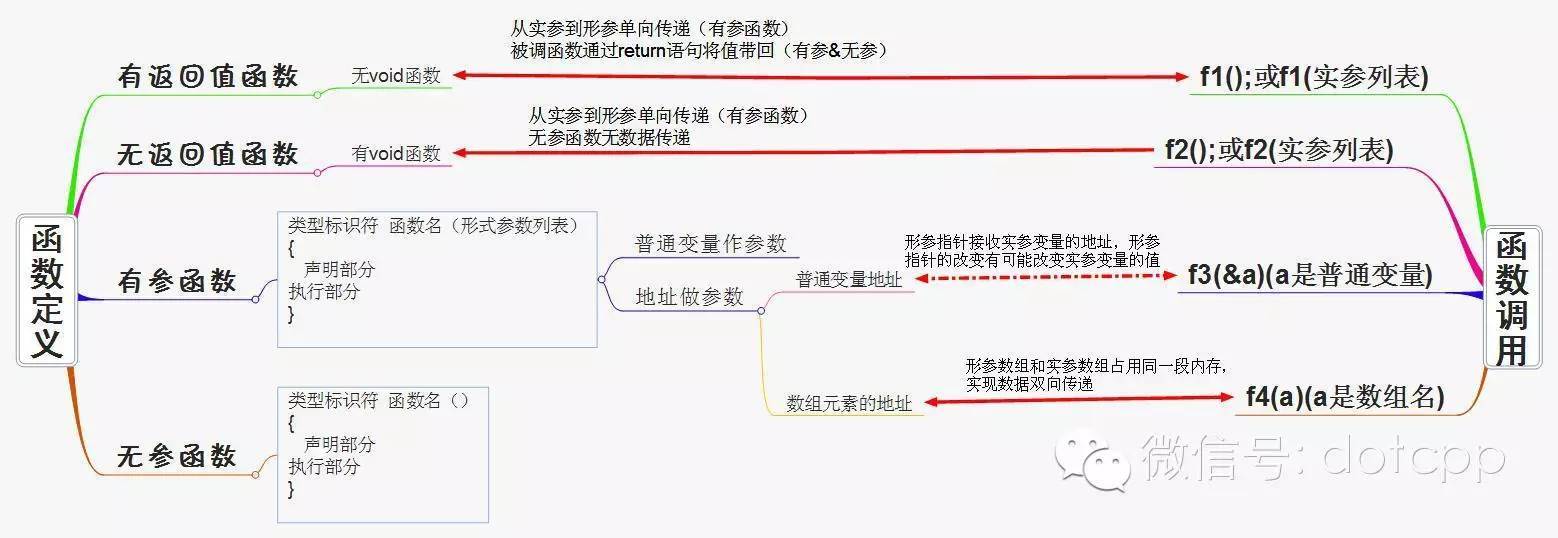 从实参到形参单向传递（有参函数）
被调函数通过return语句将值带回（有参&无参）
有返回值函数
无void函数
f1();或f1(实参列表)
从实参到形参单向传递（有参函数）
无参函数无数据传递
无返回值函数
有void函数
f2();或f2(实参列表)
函数定义
有参函数
类型标识符 函数名（形式参数列表）
{
声明部分
执行部分
}
普通变量作参数
地址做参数
普通变量地址
形参指针接收实参变量的地址，形参
指针的改变有可能改变实参变量的值
f3(&a)(a是普通变量)
函数调用
数组元素的地址
形参数组和实参数组占用同一段内存，
实现数据双向传递
f4(a)(a是数组名)
无参函数
类型标识符 函数名（）
{
声明部分
执行部分
}
微信号: dotcpp